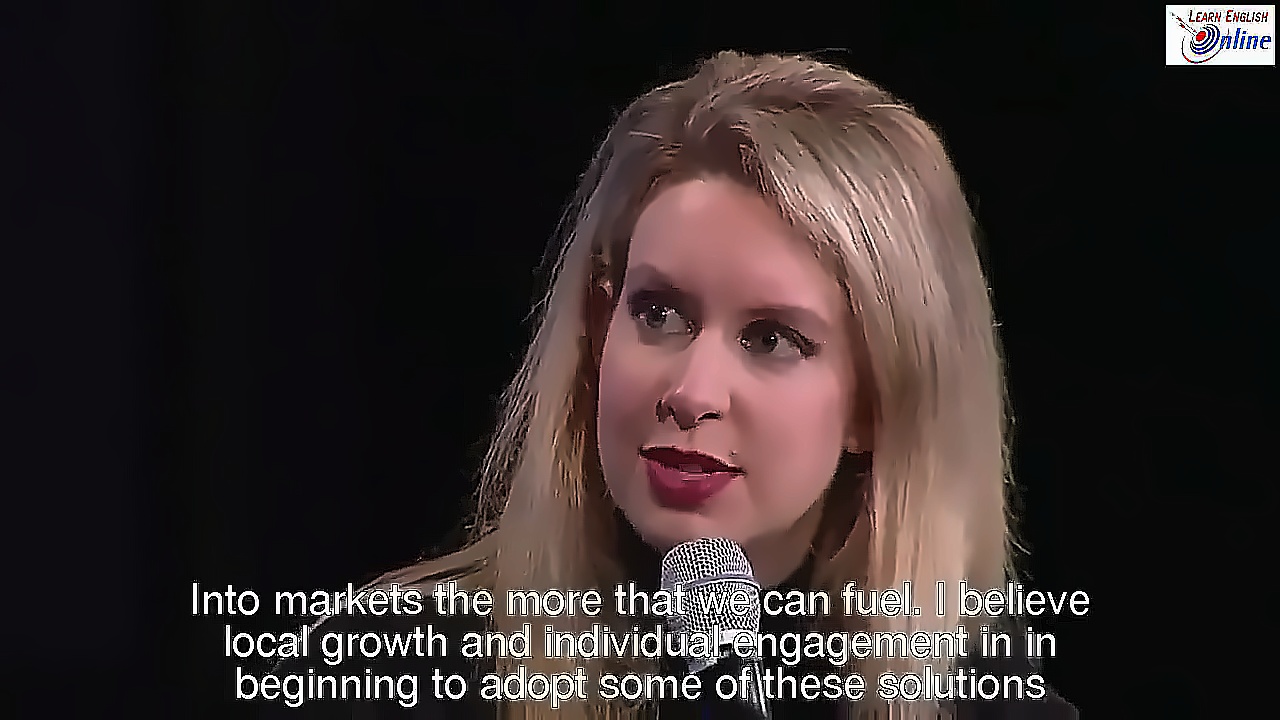 LEARN ENGLISH
Online
Into markets the more that we can fuel. I believe
local growth and individual engagement in in
beginning to adopt some of these solutions